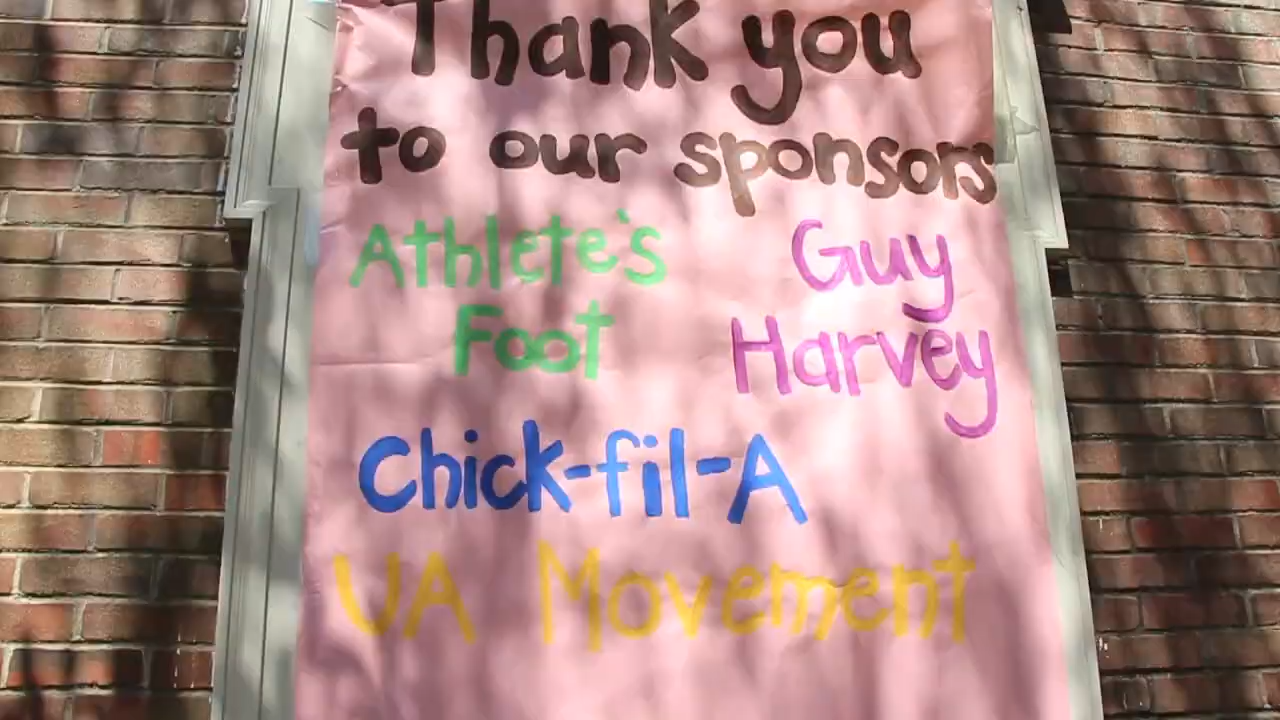 Thank you
to our sponsors
Athlete's
Foot
Guy
Harvey
Chick-fil-A
UA Movement